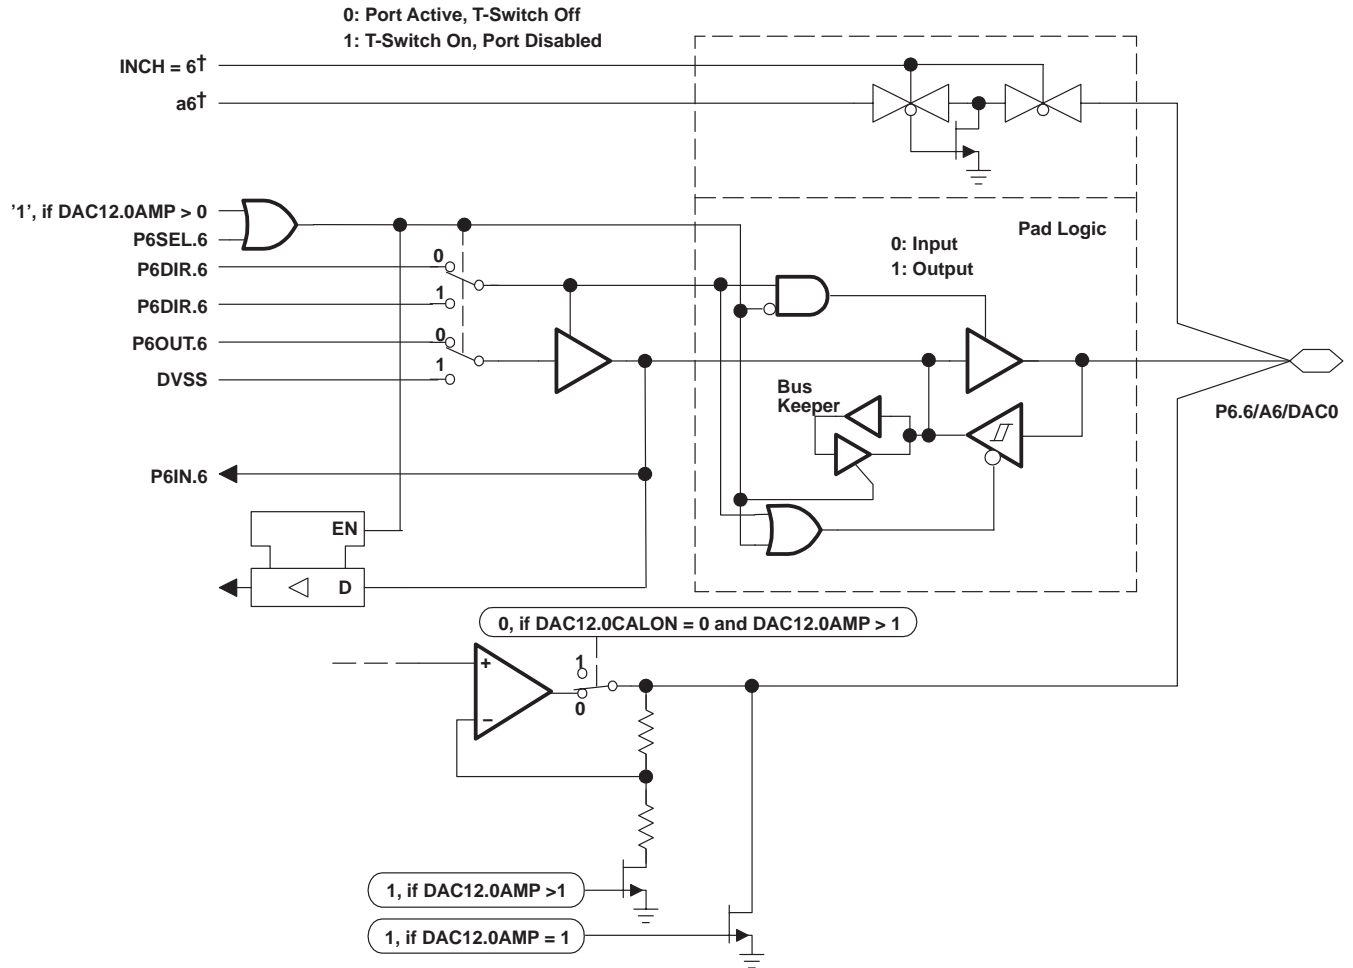 0: Port Active, T-Switch Off
1: T-Switch On, Port Disabled
INCH = 6†
a6†
'1', if DAC12.0AMP > 0
P6SEL.6
P6DIR.6
0
P6DIR.6
1
P6OUT.6
0
DVSS
1
Pad Logic
0: Input
1: Output
Bus
Keeper
P6.6/A6/DAC0
P6IN.6
EN
D
0, if DAC12.0CALON = 0 and DAC12.0AMP > 1
+
−
1
0
1, if DAC12.0AMP >1
1, if DAC12.0AMP = 1